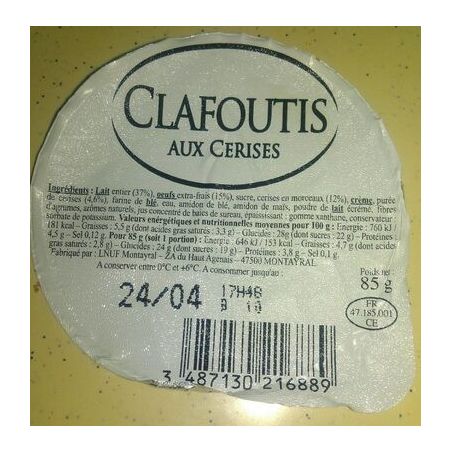 CLAFOUTIS
AUX CERISES
Ingrédients : Lait entier (37%), oeufs extra-frais (15%), sucre, cerises en morceaux (12%), crème, purée
de cerises (4,6%), farine de blé, eau, amidon de blé, amidon de maïs, poudre de lait écrémé, fibres
d'agrumes, arômes naturels, jus concentré de baies de sureau, épaississant : gomme xanthane, conservateur :
sorbate de potassium. Valeurs énergétiques et nutritionnelles moyennes pour 100 g : Energie : 760 kJ
/ 181 kcal – Graisses : 5,5 g (dont acides gras saturés : 3,3 g) – Glucides : 28g (dont sucres : 22 g) – Protéines :
4,5 g – Sel 0,12 g. Pour 85 g (soit 1 portion) : Energie : 646 kJ / 153 kcal – Graisses : 4,7 g (dont acides
gras saturés : 2,8 g) – Glucides : 24 g (dont sucres : 19 g) – Protéines : 3,8 g – Sel 0,1 g.
Fabriqué par : LNUF Montayral – ZA du Haut Agenais – 47500 MONTAYRAL
A conserver entre 0°C et +6°C. A consommer jusqu'au :
24/04 17H48
B 10
Poids net
85 g
FR
47.185.001
CE
3 487130 216889